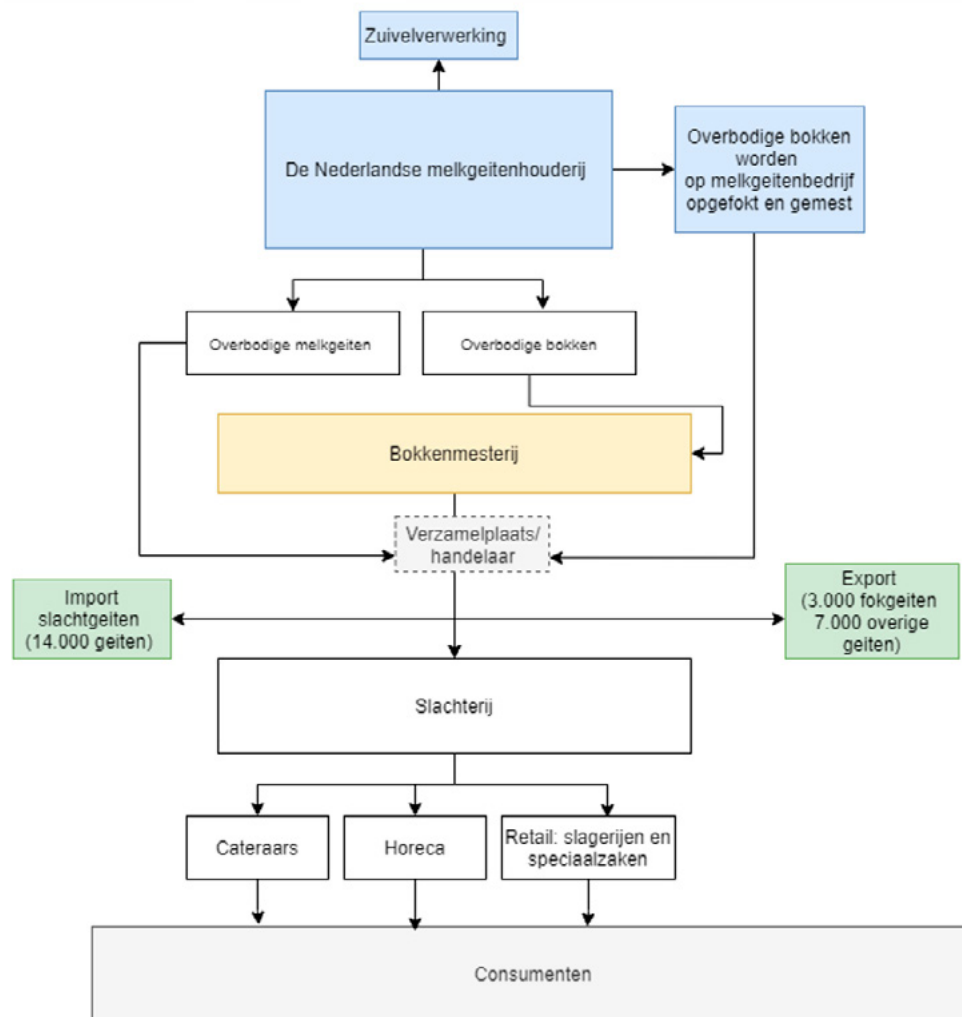 Zuivelverwerking
De Nederlandse melkgeitenhouderij
Overbodige bokken
worden
op melkgeitenbedrijf
opgefokt en gemest
Overbodige melkgeiten
Overbodige bokken
Bokkenmesterij
Verzamelplaats/
handelaar
Import
slachtgeiten
(14.000 geiten)
Export
(3.000 fokgeiten
7.000 overige
geiten)
Slachterij
Cateraars
Horeca
Retail: slagerijen en
speciaalzaken
Consumenten